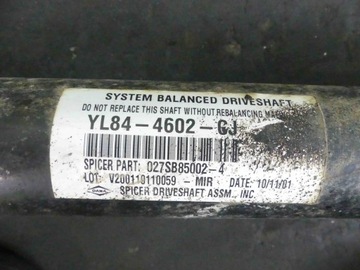 SYSTEM BALANCED DRIVESHAFT
DO NOT REPLACE THIS SHAFT WITHOUT REBALANCING
YL84-4602-CJ
SPICER PART: 027SB85002-4
LOT: V200110110059 - MIR DATE: 10/11/01
SPICER DRIVESHAFT ASSM., INC.